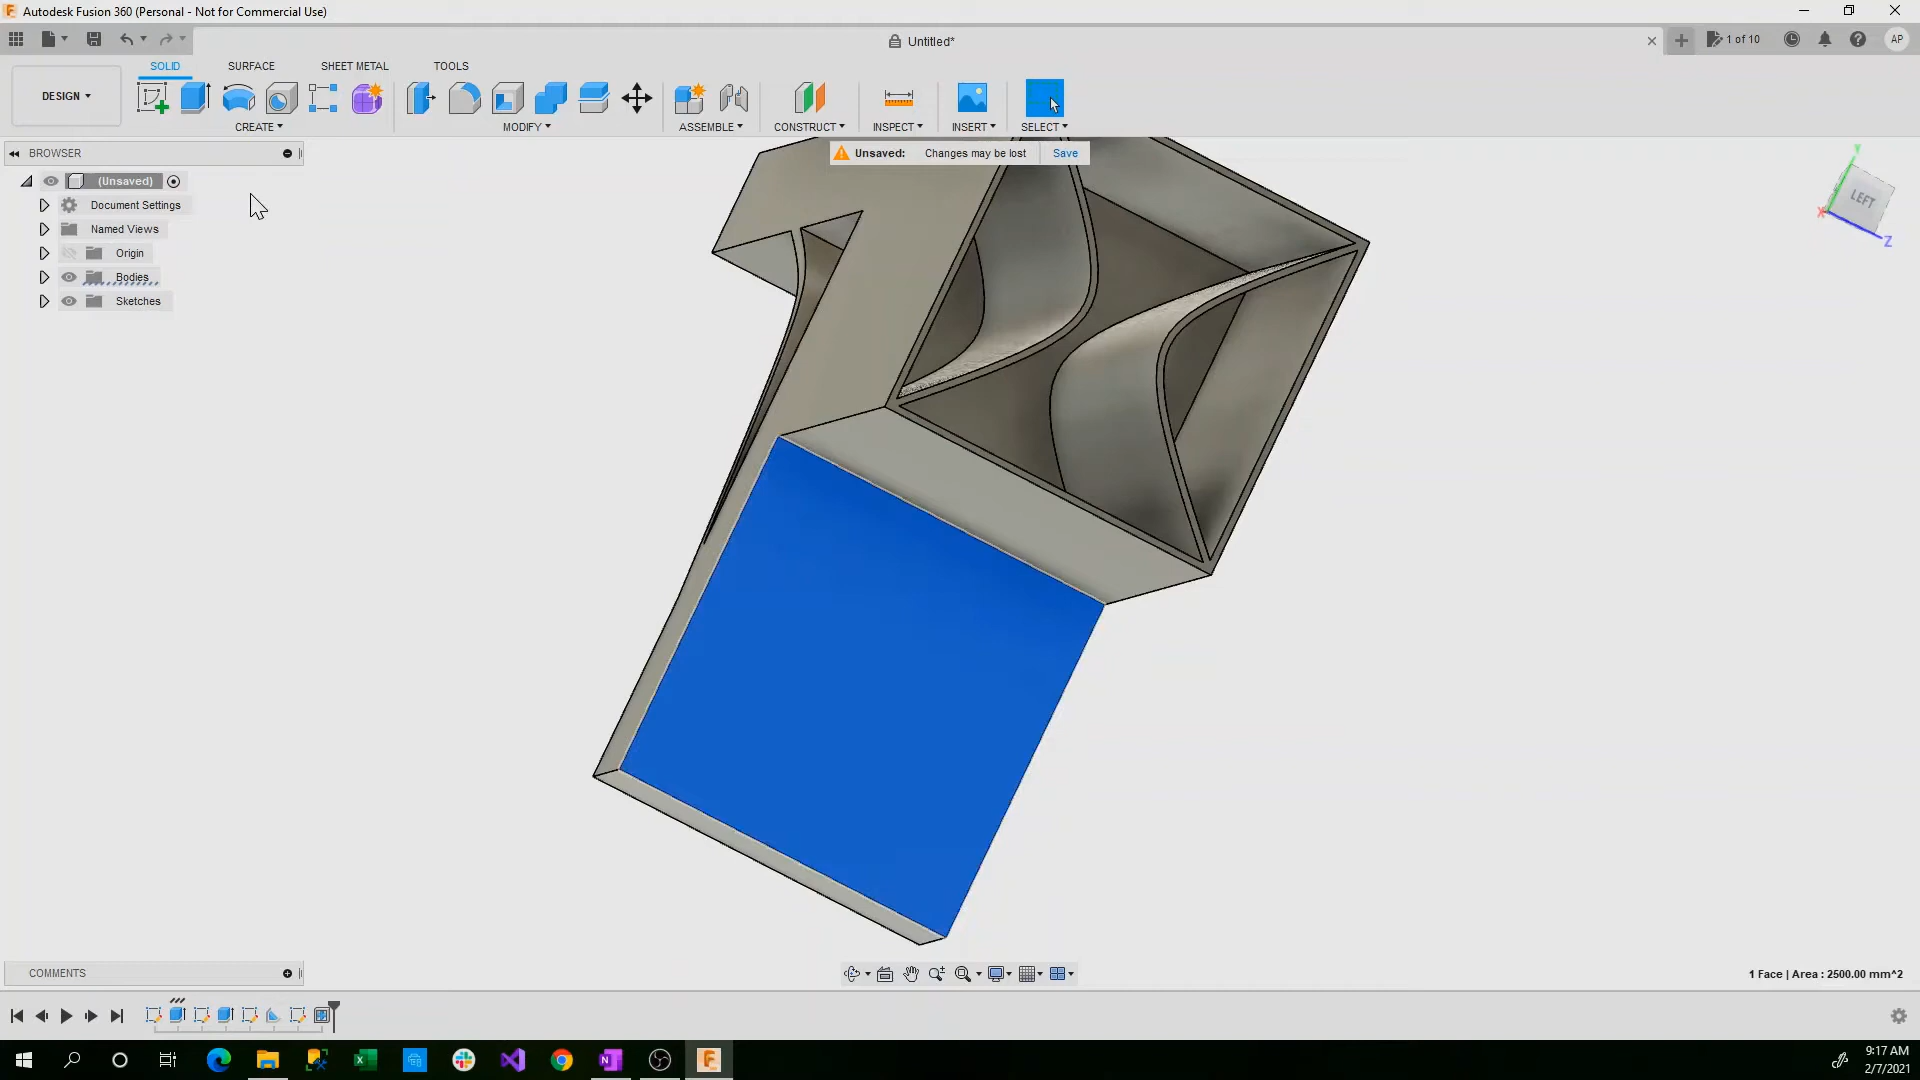 Autodesk Fusion 360 (Personal - Not for Commercial Use)
Untitled*
1 of 10
AP
SOLID
SURFACE
SHEET METAL
TOOLS
DESIGN
CREATE
MODIFY
ASSEMBLE
CONSTRUCT
INSPECT
INSERT
SELECT
BROWSER
Unsaved: Changes may be lost Save
(Unsaved)
Document Settings
Named Views
Origin
Bodies
Sketches
Y
LEFT
X
Z
COMMENTS
1 Face | Area : 2500.00 mm^2
9:17 AM
2/7/2021